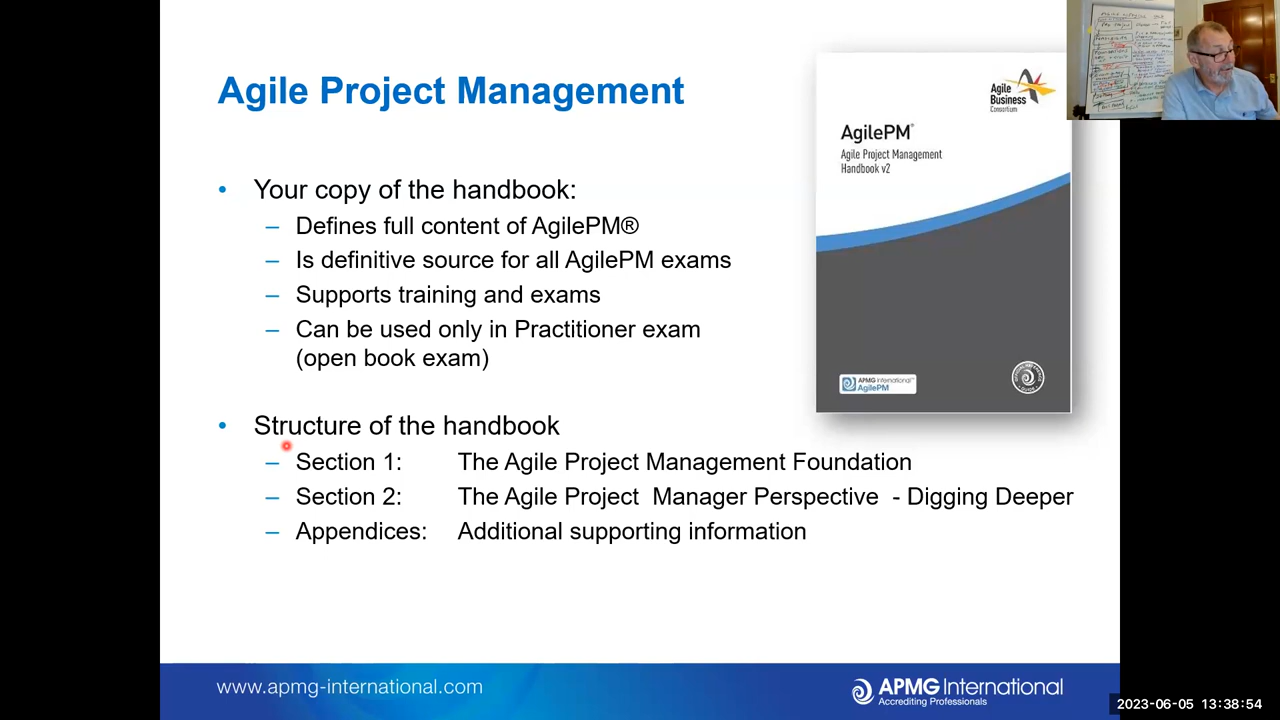 Agile Project Management
Agile
Business
Consortium
AgilePM®
Agile Project Management
Handbook v2
APMG International™
AgilePM
• Your copy of the handbook:
– Defines full content of AgilePM®
– Is definitive source for all AgilePM exams
– Supports training and exams
– Can be used only in Practitioner exam
(open book exam)
• Structure of the handbook
– Section 1: The Agile Project Management Foundation
– Section 2: The Agile Project Manager Perspective - Digging Deeper
– Appendices: Additional supporting information
www.apmg-international.com
APMG International
Accrediting Professionals
2023-06-05 13:38:54